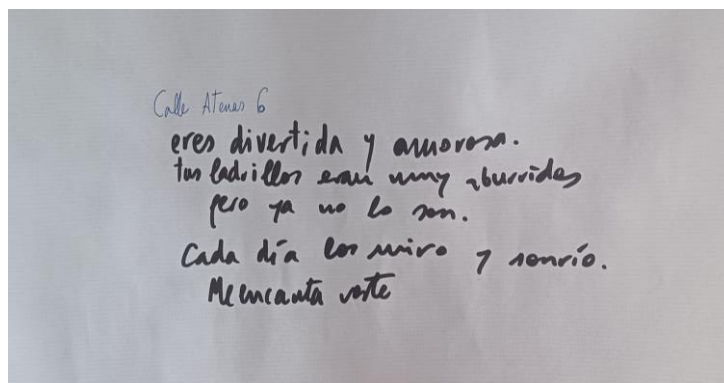 Calle Atenas 6
eres divertida y amorosa.
tus ladrillos eran muy aburridos
pero ya no lo son.
Cada día los miro y sonrío.
Me encanta verte